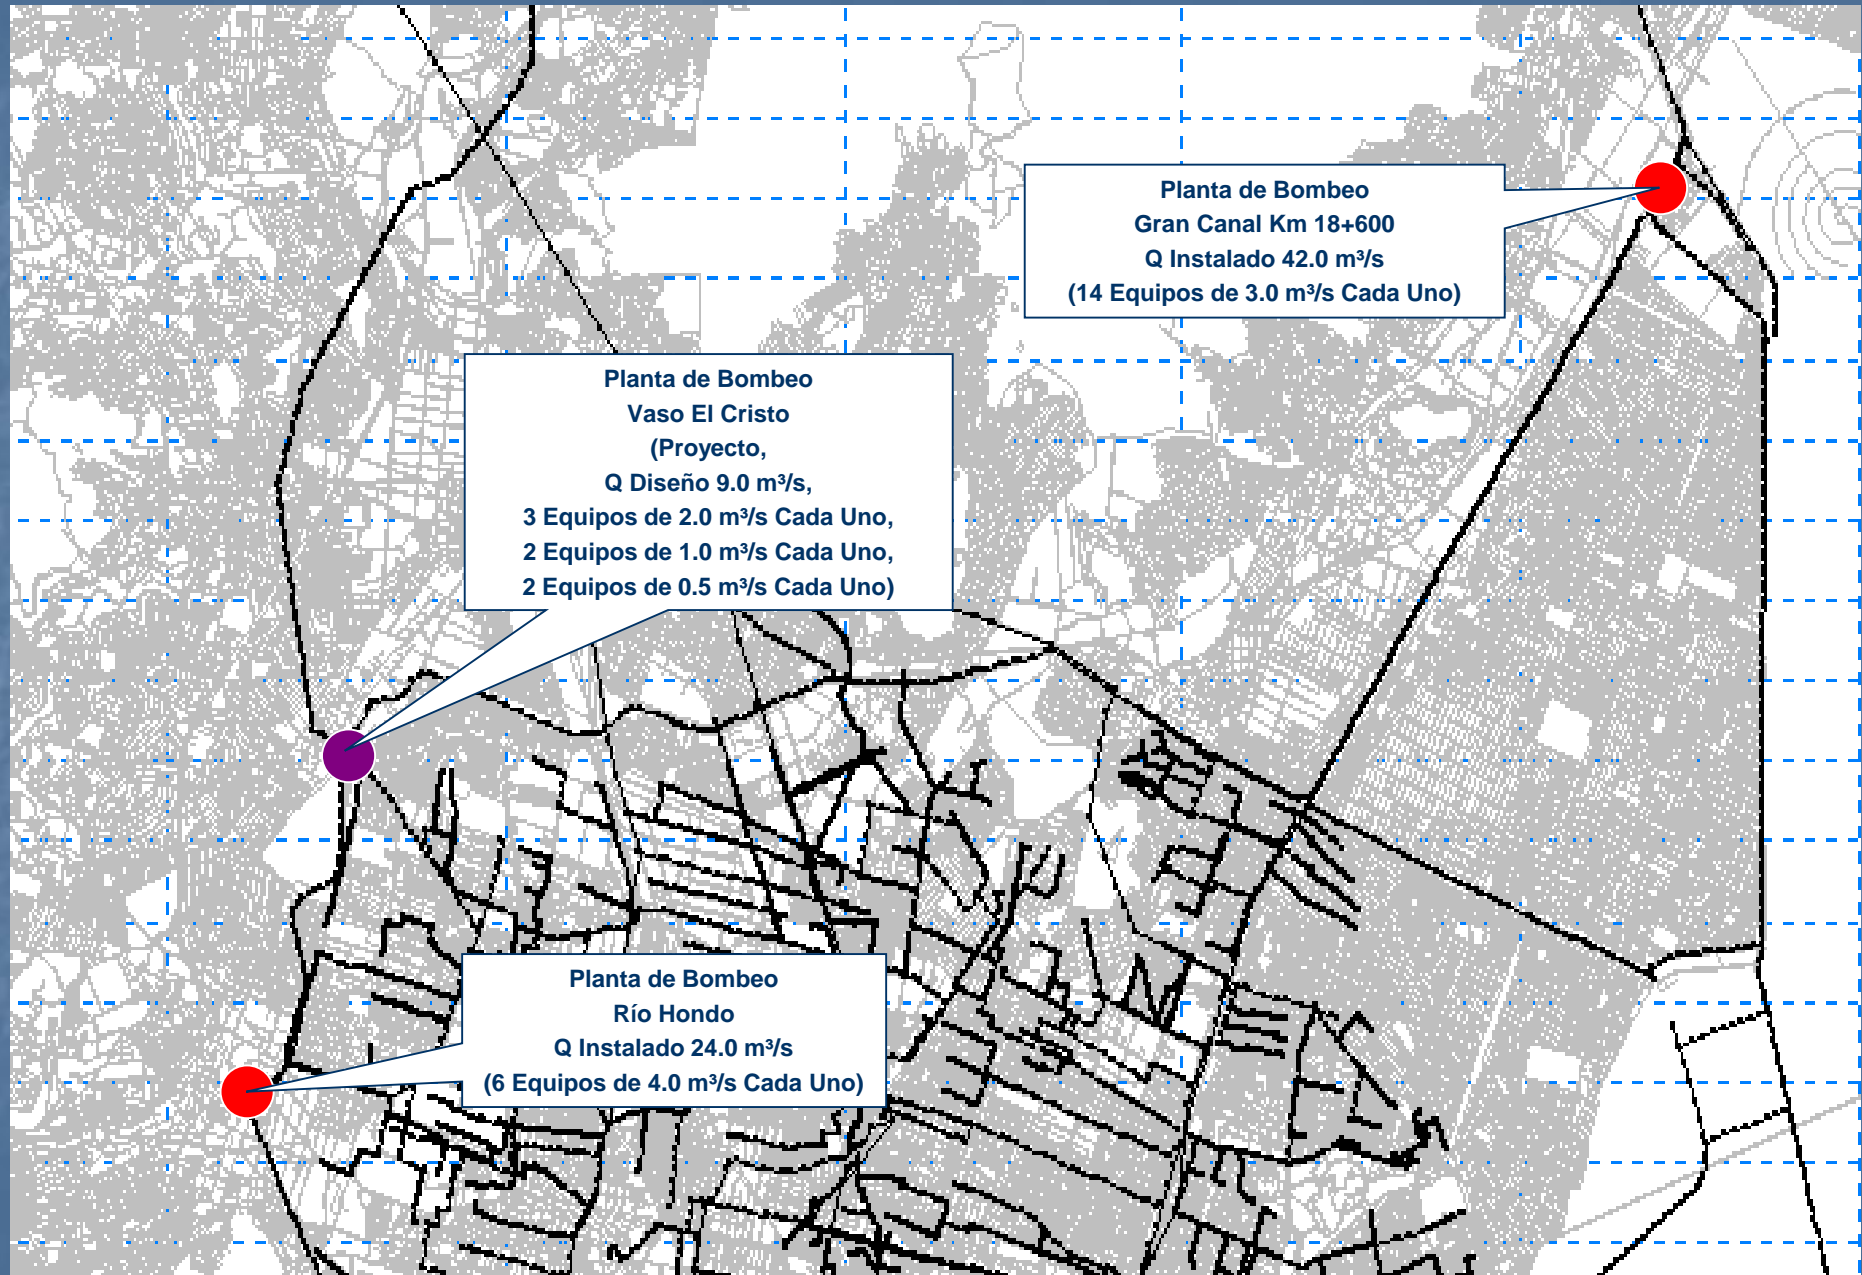 Planta de Bombeo
Gran Canal Km 18+600
Q Instalado 42.0 m³/s
(14 Equipos de 3.0 m³/s Cada Uno)
Planta de Bombeo
Vaso El Cristo
(Proyecto,
Q Diseño 9.0 m³/s,
3 Equipos de 2.0 m³/s Cada Uno,
2 Equipos de 1.0 m³/s Cada Uno,
2 Equipos de 0.5 m³/s Cada Uno)
Planta de Bombeo
Río Hondo
Q Instalado 24.0 m³/s
(6 Equipos de 4.0 m³/s Cada Uno)